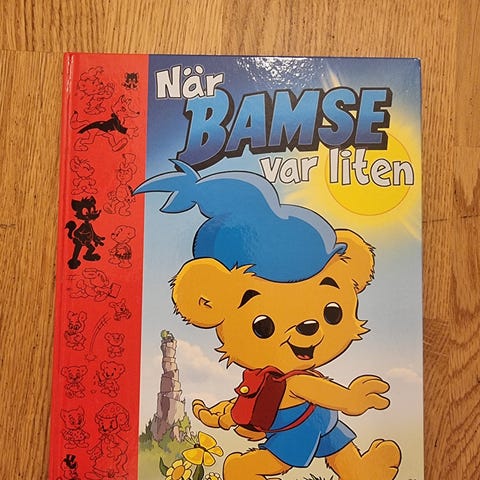 När
BAMSE
var liten